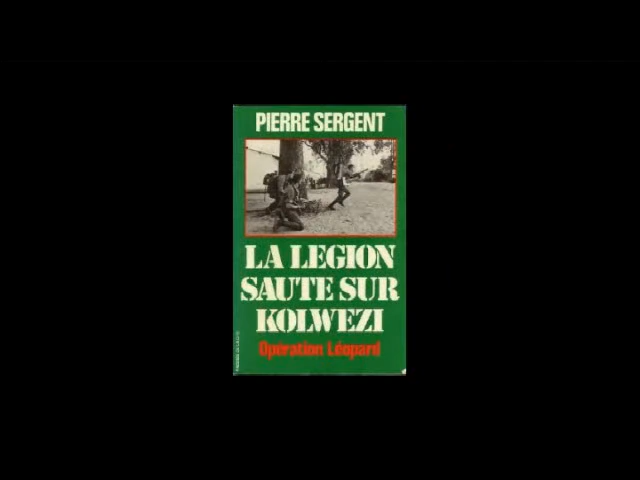 PIERRE SERGENT
LA LEGION
SAUTE SUR
KOLWEZI
Opération Léopard